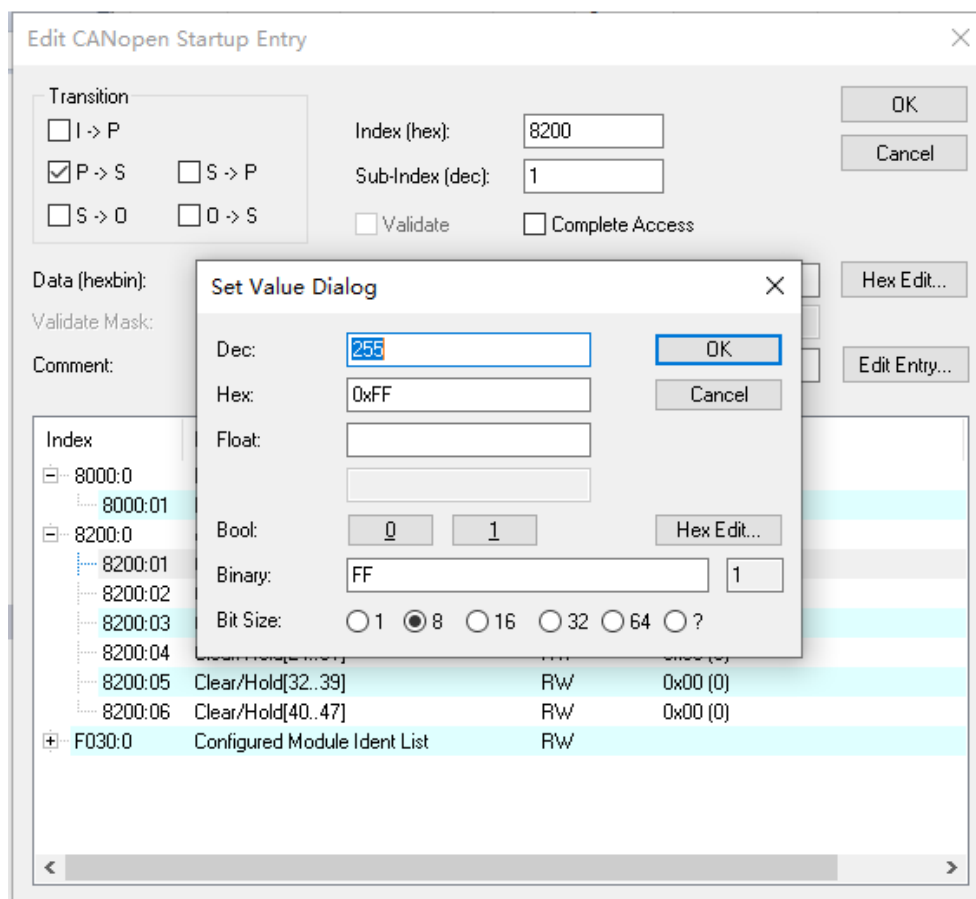 Edit CANopen Startup Entry
Transition
I -> P
P -> S
S -> P
S -> O
O -> S
Index (hex):
8200
Sub-Index (dec):
1
Validate
Complete Access
OK
Cancel
Data (hexbin):
Hex Edit...
Validate Mask:
Comment:
Edit Entry...
Set Value Dialog
Dec:
255
OK
Hex:
0xFF
Cancel
Float:
Bool:
0
1
Hex Edit...
Binary:
FF
1
Bit Size:
1
8
16
32
64
?
Index
8000:0
8000:01
8200:0
8200:01
8200:02
8200:03
8200:04
8200:05 Clear/Hold[32..39] RW 0x00 (0)
8200:06 Clear/Hold[40..47] RW 0x00 (0)
F030:0 Configured Module Ident List RW